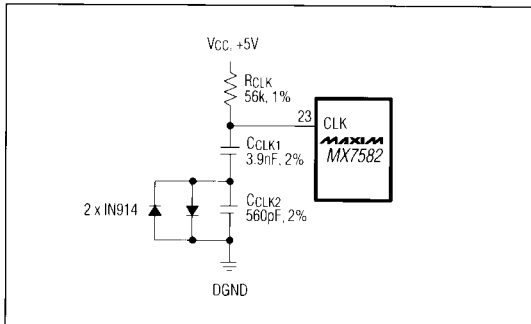 VCC, +5V
RCLK
56k, 1%
23
CLK
MAXIM
MX7582
CCLK1
3.9nF, 2%
2 x IN914
CCLK2
560pF, 2%
DGND